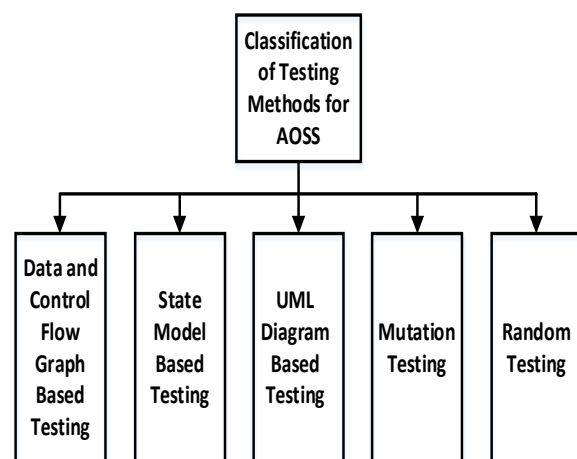 Classification
of Testing
Methods for
AOSS
Data and
Control
Flow
Graph
Based
Testing
State
Model
Based
Testing
UML
Diagram
Based
Testing
Mutation
Testing
Random
Testing